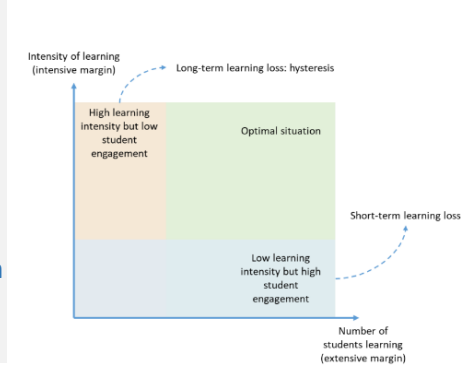 Intensity of learning
(intensive margin)
Long-term learning loss: hysteresis
High learning
intensity but low
student
engagement
Optimal situation
Short-term learning loss
Low learning
intensity but high
student
engagement
Number of
students learning
(extensive margin)